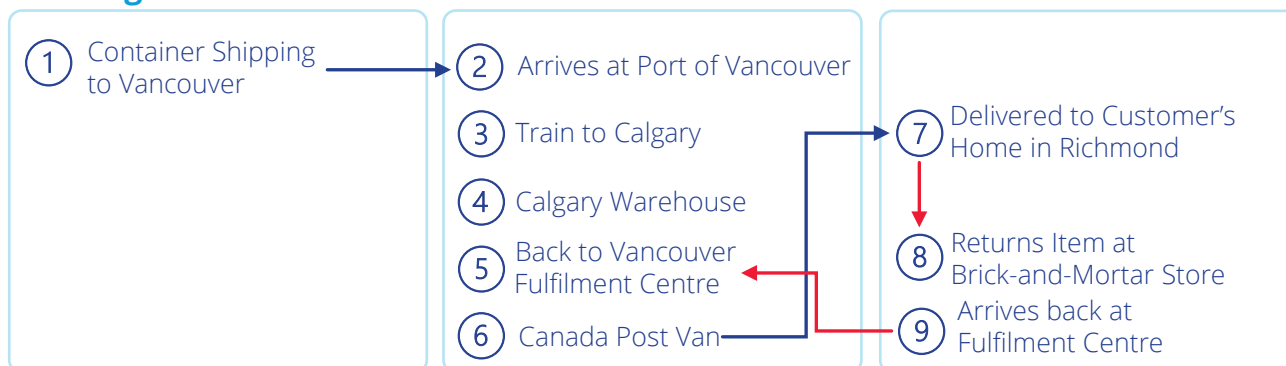 1 Container Shipping
to Vancouver
2 Arrives at Port of Vancouver
3 Train to Calgary
4 Calgary Warehouse
5 Back to Vancouver
Fulfilment Centre
6 Canada Post Van
7 Delivered to Customer’s
Home in Richmond
8 Returns Item at
Brick-and-Mortar Store
9 Arrives back at
Fulfilment Centre